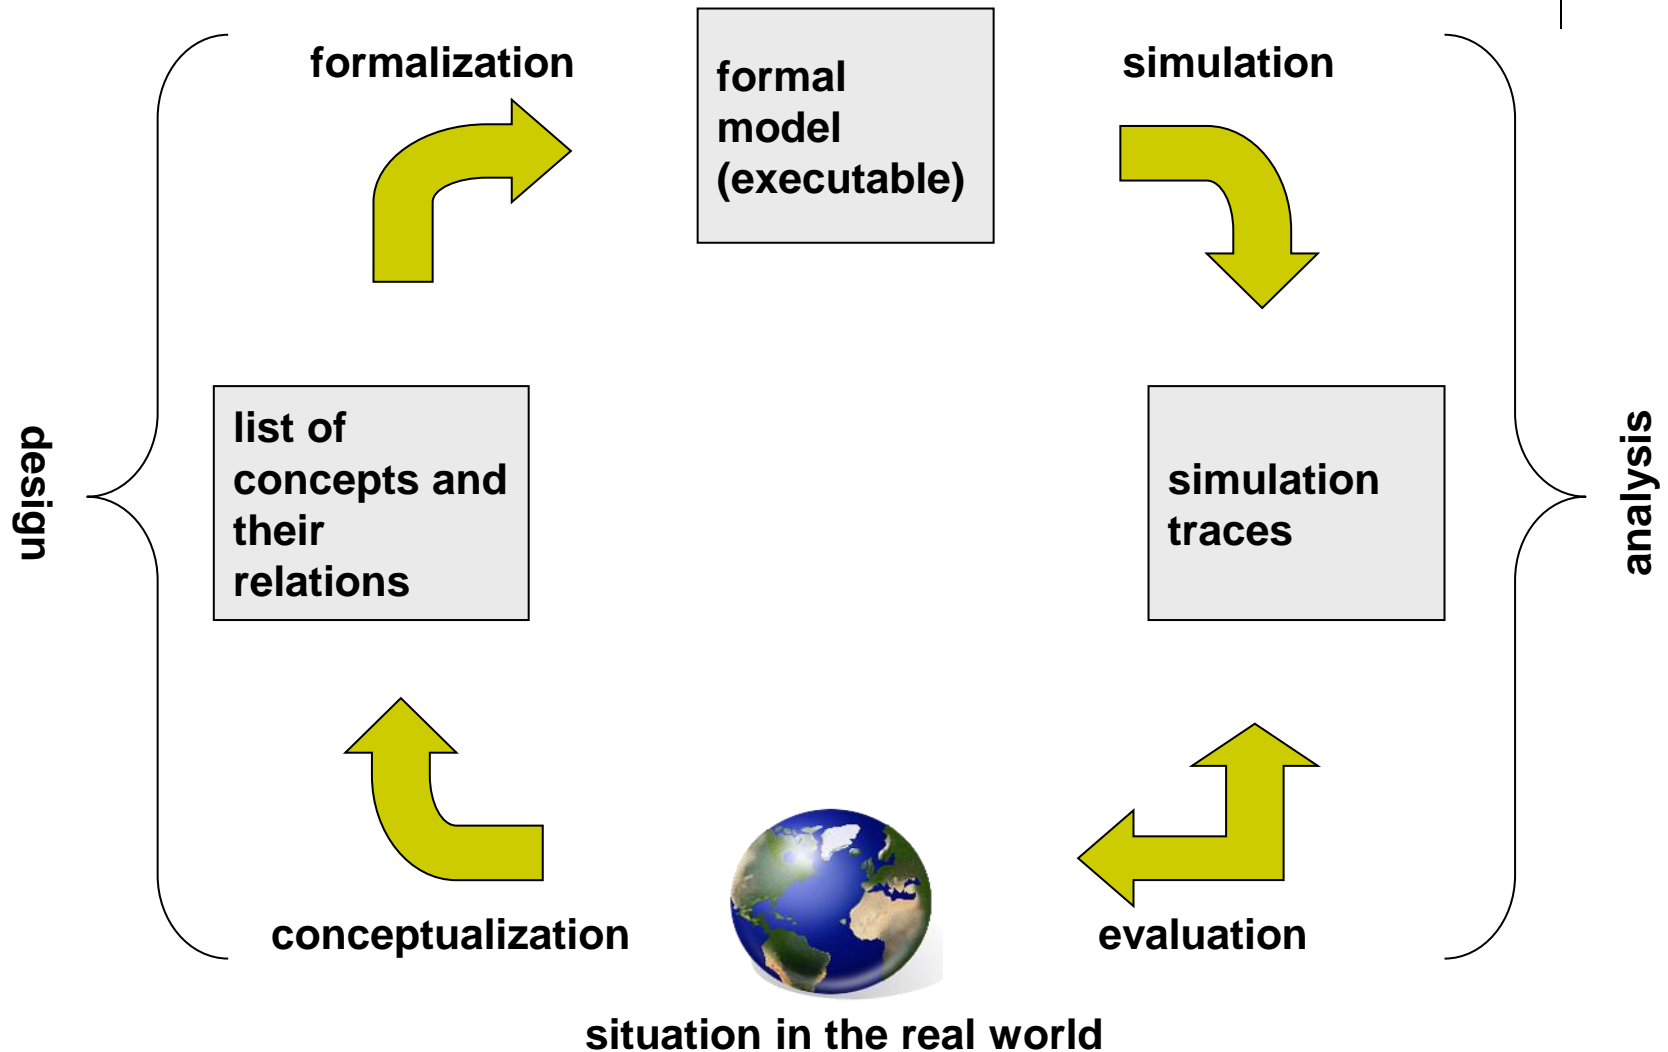 formalization
formal
model
(executable)
simulation
design
list of
concepts and
their
relations
simulation
traces
analysis
conceptualization
evaluation
situation in the real world